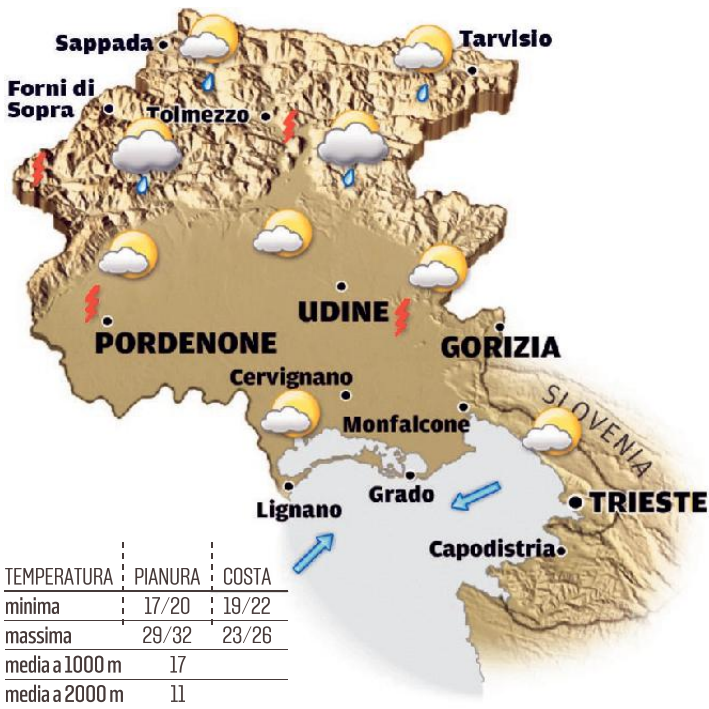 Sappada
Tarvisio
Forni di
Sopra
Tolmezzo
UDINE
PORDENONE
GORIZIA
Cervignano
Monfalcone
SLOVENIA
Lignano
Grado
TRIESTE
Capodistria
TEMPERATURA PIANURA COSTA
minima 17/20 19/22
massima 29/32 23/26
media a 1000 m 17
media a 2000 m 11